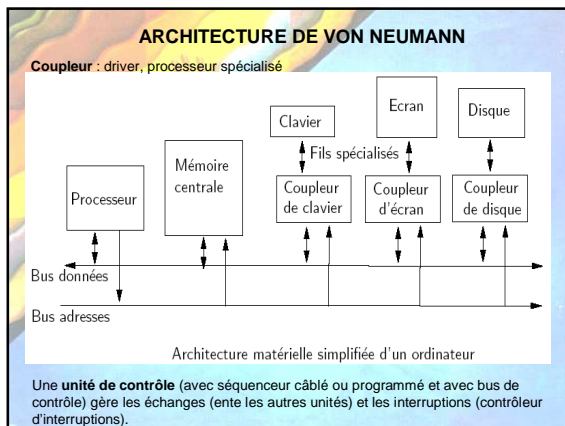 ARCHITECTURE DE VON NEUMANN
Coupleur : driver, processeur spécialisé
Ecran
Disque
Clavier
Fils spécialisés
Mémoire
centrale
Processeur
Coupleur
de clavier
Coupleur
d'écran
Coupleur
de disque
Bus données
Bus adresses
Architecture matérielle simplifiée d'un ordinateur
Une unité de contrôle (avec séquenceur câblé ou programmé et avec bus de
contrôle) gère les échanges (ente les autres unités) et les interruptions (contrôleur
d'interruptions).